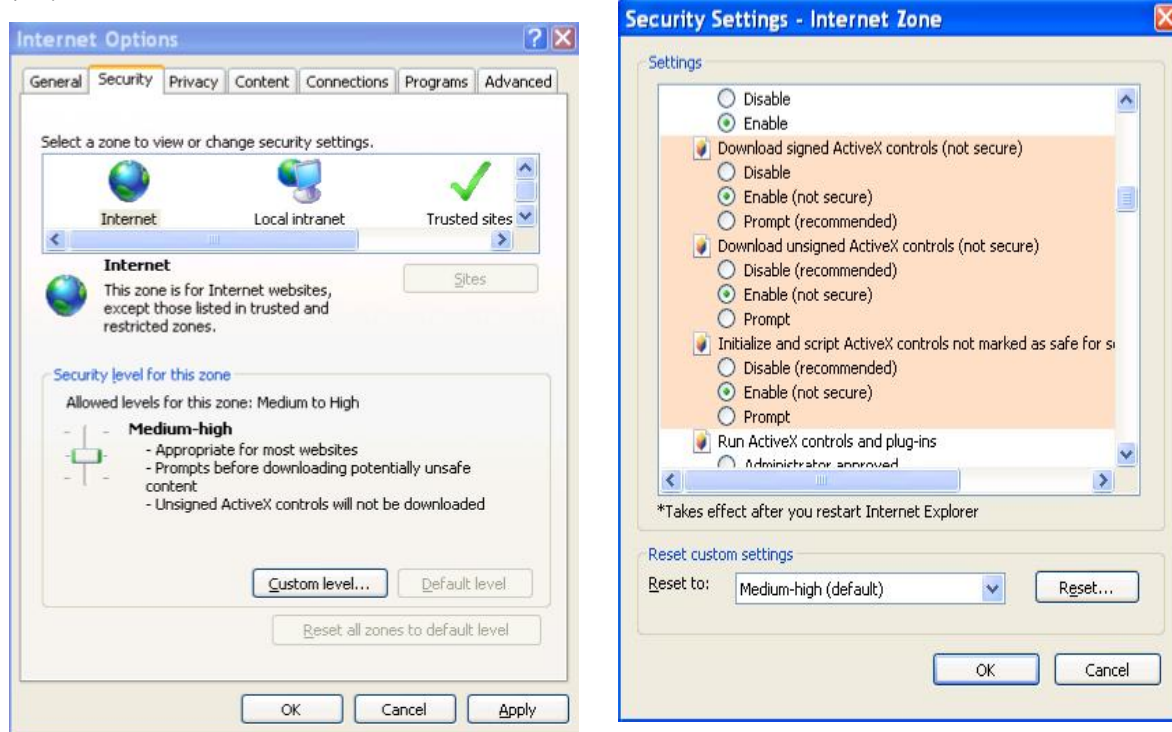 Internet Options
General Security Privacy Content Connections Programs Advanced
Select a zone to view or change security settings.
Internet Local intranet Trusted sites
Internet
Sites
This zone is for Internet websites,
except those listed in trusted and
restricted zones.
Security level for this zone
Allowed levels for this zone: Medium to High
Medium-high
- Appropriate for most websites
- Prompts before downloading potentially unsafe
content
- Unsigned ActiveX controls will not be downloaded
Custom level... Default level
Reset all zones to default level
OK Cancel Apply
Security Settings - Internet Zone
Settings
Disable
Enable
Download signed ActiveX controls (not secure)
Disable
Enable (not secure)
Prompt (recommended)
Download unsigned ActiveX controls (not secure)
Disable (recommended)
Enable (not secure)
Prompt
Initialize and script ActiveX controls not marked as safe for s
Disable (recommended)
Enable (not secure)
Prompt
Run ActiveX controls and plug-ins
Administrator approved
*Takes effect after you restart Internet Explorer
Reset custom settings
Reset to: Medium-high (default) Reset...
OK Cancel